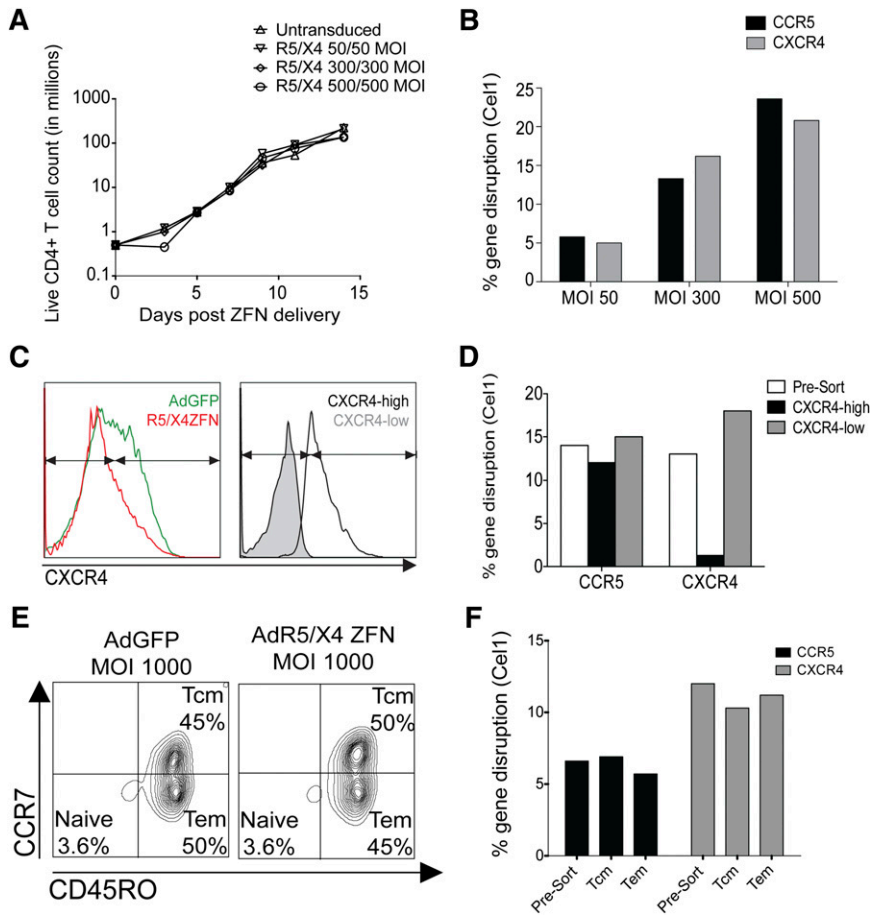 A
Untransduced
R5/X4 50/50 MOI
R5/X4 300/300 MOI
R5/X4 500/500 MOI
Live CD4+ T cell count (in millions)
1000
100
10
1
0.1
0
5
10
15
Days post ZFN delivery
B
CCR5
CXCR4
% gene disruption (Cel1)
25
20
15
10
5
0
MOI 50
MOI 300
MOI 500
C
AdGFP
R5/X4ZFN
CXCR4-high
CXCR4-low
CXCR4
D
Pre-Sort
CXCR4-high
CXCR4-low
% gene disruption (Cel1)
20
15
10
5
0
CCR5
CXCR4
E
AdGFP
MOI 1000
AdR5/X4 ZFN
MOI 1000
Tcm
45%
Tcm
50%
Naive
3.6%
Tem
50%
Naive
3.6%
Tem
45%
CCR7
CD45RO
F
CCR5
CXCR4
% gene disruption (Cel1)
15
10
5
0
Pre-Sort
Tcm
Tem
Pre-Sort
Tcm
Tem